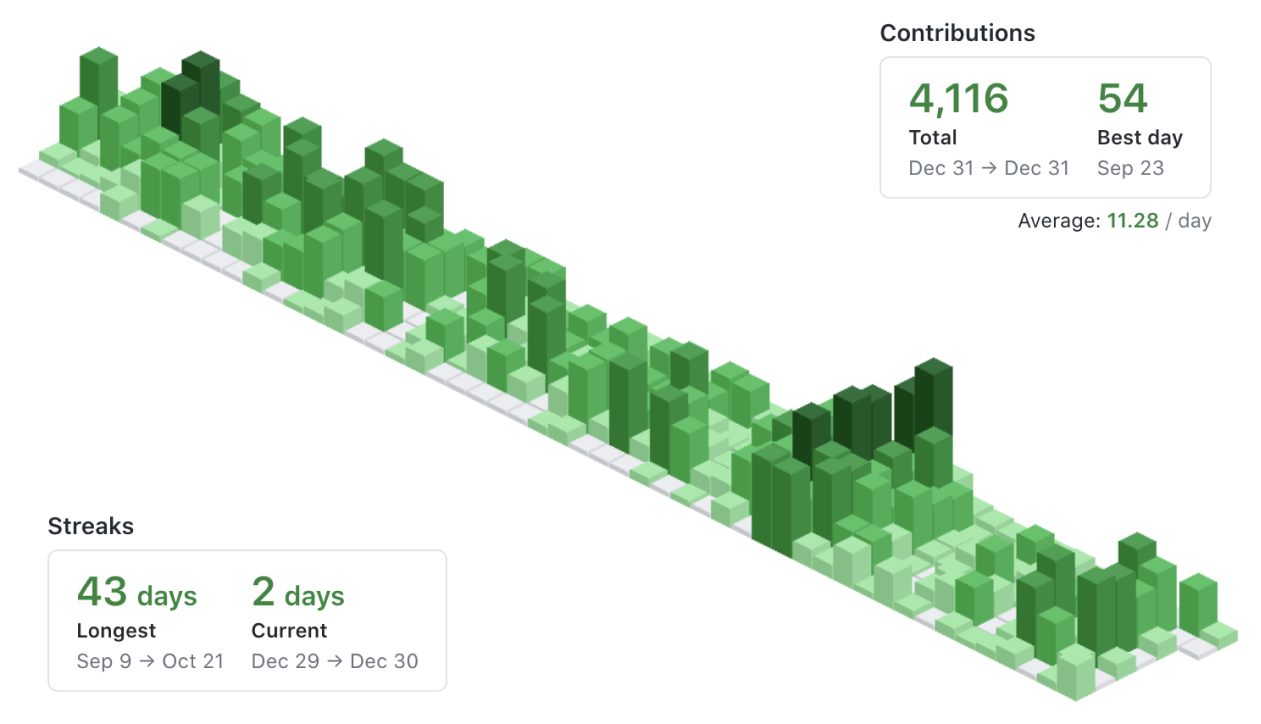 Contributions
4,116 54
Total Best day
Dec 31 → Dec 31 Sep 23
Average: 11.28 / day
Streaks
43 days 2 days
Longest Current
Sep 9 → Oct 21 Dec 29 → Dec 30